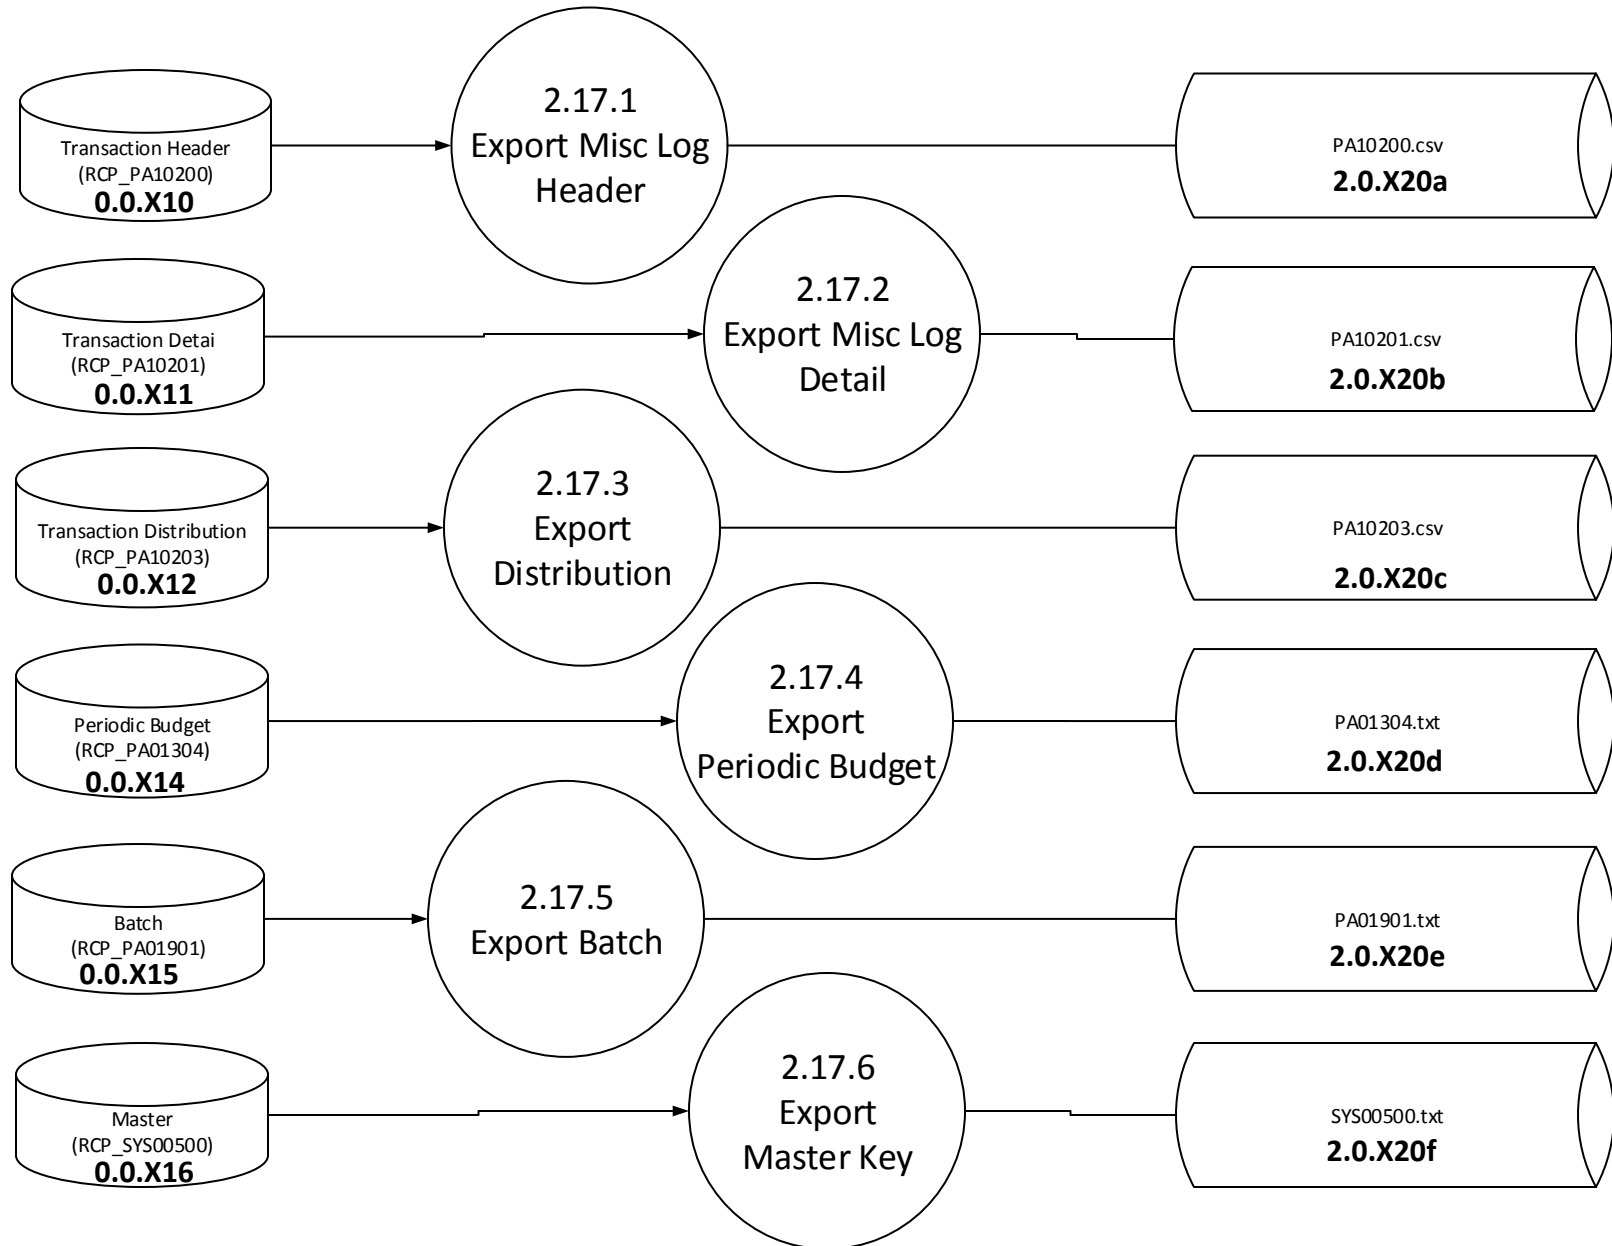 Transaction Header
(RCP_PA10200)
0.0.X10
2.17.1
Export Misc Log
Header
PA10200.csv
2.0.X20a
Transaction Detai
(RCP_PA10201)
0.0.X11
2.17.2
Export Misc Log
Detail
PA10201.csv
2.0.X20b
Transaction Distribution
(RCP_PA10203)
0.0.X12
2.17.3
Export
Distribution
PA10203.csv
2.0.X20c
Periodic Budget
(RCP_PA01304)
0.0.X14
2.17.4
Export
Periodic Budget
PA01304.txt
2.0.X20d
Batch
(RCP_PA01901)
0.0.X15
2.17.5
Export Batch
PA01901.txt
2.0.X20e
Master
(RCP_SYS00500)
0.0.X16
2.17.6
Export
Master Key
SYS00500.txt
2.0.X20f